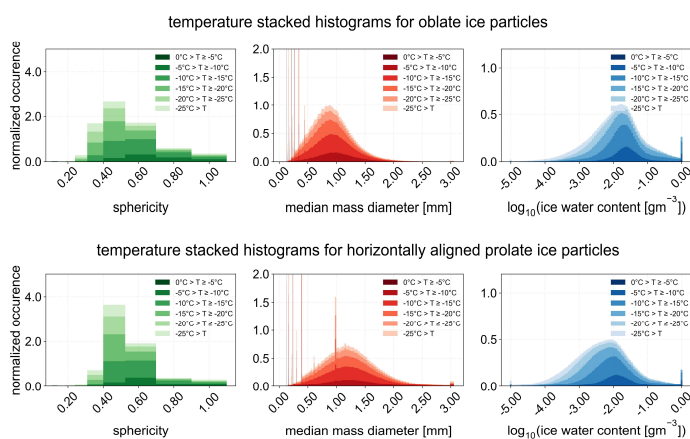 temperature stacked histograms for oblate ice particles
normalized occurence
4.0
2.0
0.0
0°C > T ≥ -5°C
-5°C > T ≥ -10°C
-10°C > T ≥ -15°C
-15°C > T ≥ -20°C
-20°C > T ≥ -25°C
-25°C > T
0.20 0.40 0.60 0.80 1.00
sphericity
2.0
1.5
1.0
0.5
0.0
0°C > T ≥ -5°C
-5°C > T ≥ -10°C
-10°C > T ≥ -15°C
-15°C > T ≥ -20°C
-20°C > T ≥ -25°C
-25°C > T
0.00 0.50 1.00 1.50 2.00 2.50 3.00
median mass diameter [mm]
1.0
0.5
0.0
0°C > T ≥ -5°C
-5°C > T ≥ -10°C
-10°C > T ≥ -15°C
-15°C > T ≥ -20°C
-20°C > T ≥ -25°C
-25°C > T
-5.00 -4.00 -3.00 -2.00 -1.00 0.00
log₁₀(ice water content [gm⁻³]
temperature stacked histograms for horizontally aligned prolate ice particles
normalized occurence
4.0
2.0
0.0
0°C > T ≥ -5°C
-5°C > T ≥ -10°C
-10°C > T ≥ -15°C
-15°C > T ≥ -20°C
-20°C > T ≥ -25°C
-25°C > T
0.20 0.40 0.60 0.80 1.00
sphericity
2.0
1.5
1.0
0.5
0.0
0°C > T ≥ -5°C
-5°C > T ≥ -10°C
-10°C > T ≥ -15°C
-15°C > T ≥ -20°C
-20°C > T ≥ -25°C
-25°C > T
0.00 0.50 1.00 1.50 2.00 2.50 3.00
median mass diameter [mm]
1.0
0.5
0.0
0°C > T ≥ -5°C
-5°C > T ≥ -10°C
-10°C > T ≥ -15°C
-15°C > T ≥ -20°C
-20°C > T ≥ -25°C
-25°C > T
-5.00 -4.00 -3.00 -2.00 -1.00 0.00
log₁₀(ice water content [gm⁻³]